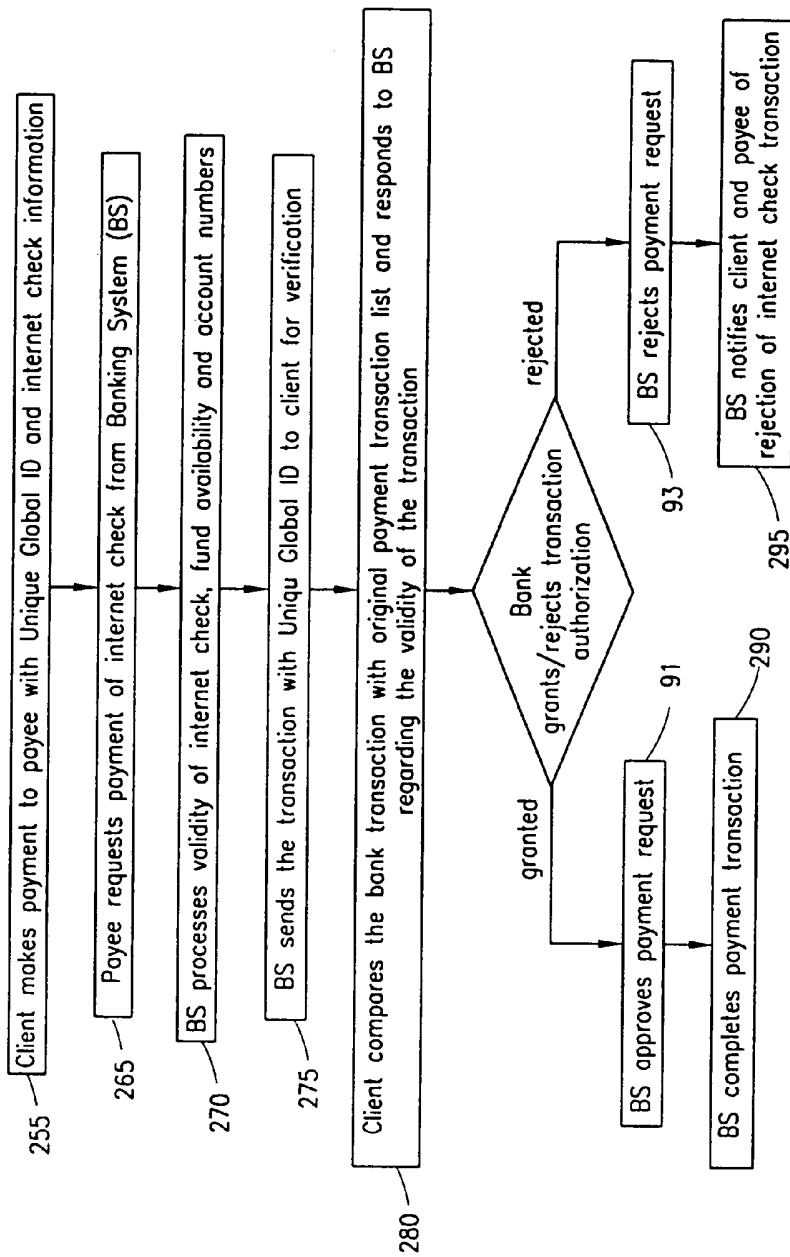 Client makes payment to payee with Unique Global ID and internet check information
255
Payee requests payment of internet check from Banking System (BS)
265
BS processes validity of internet check, fund availability and account numbers
270
BS sends the transaction with Uniqu Global ID to client for verification
275
Client compares the bank transaction with original payment transaction list and responds to BS
regarding the validity of the transaction
280
Bank
grants/rejects transaction
authorization
granted
rejected
91
BS approves payment request
290
BS completes payment transaction
BS rejects payment request
93
BS notifies client and payee of
rejection of internet check transaction
295